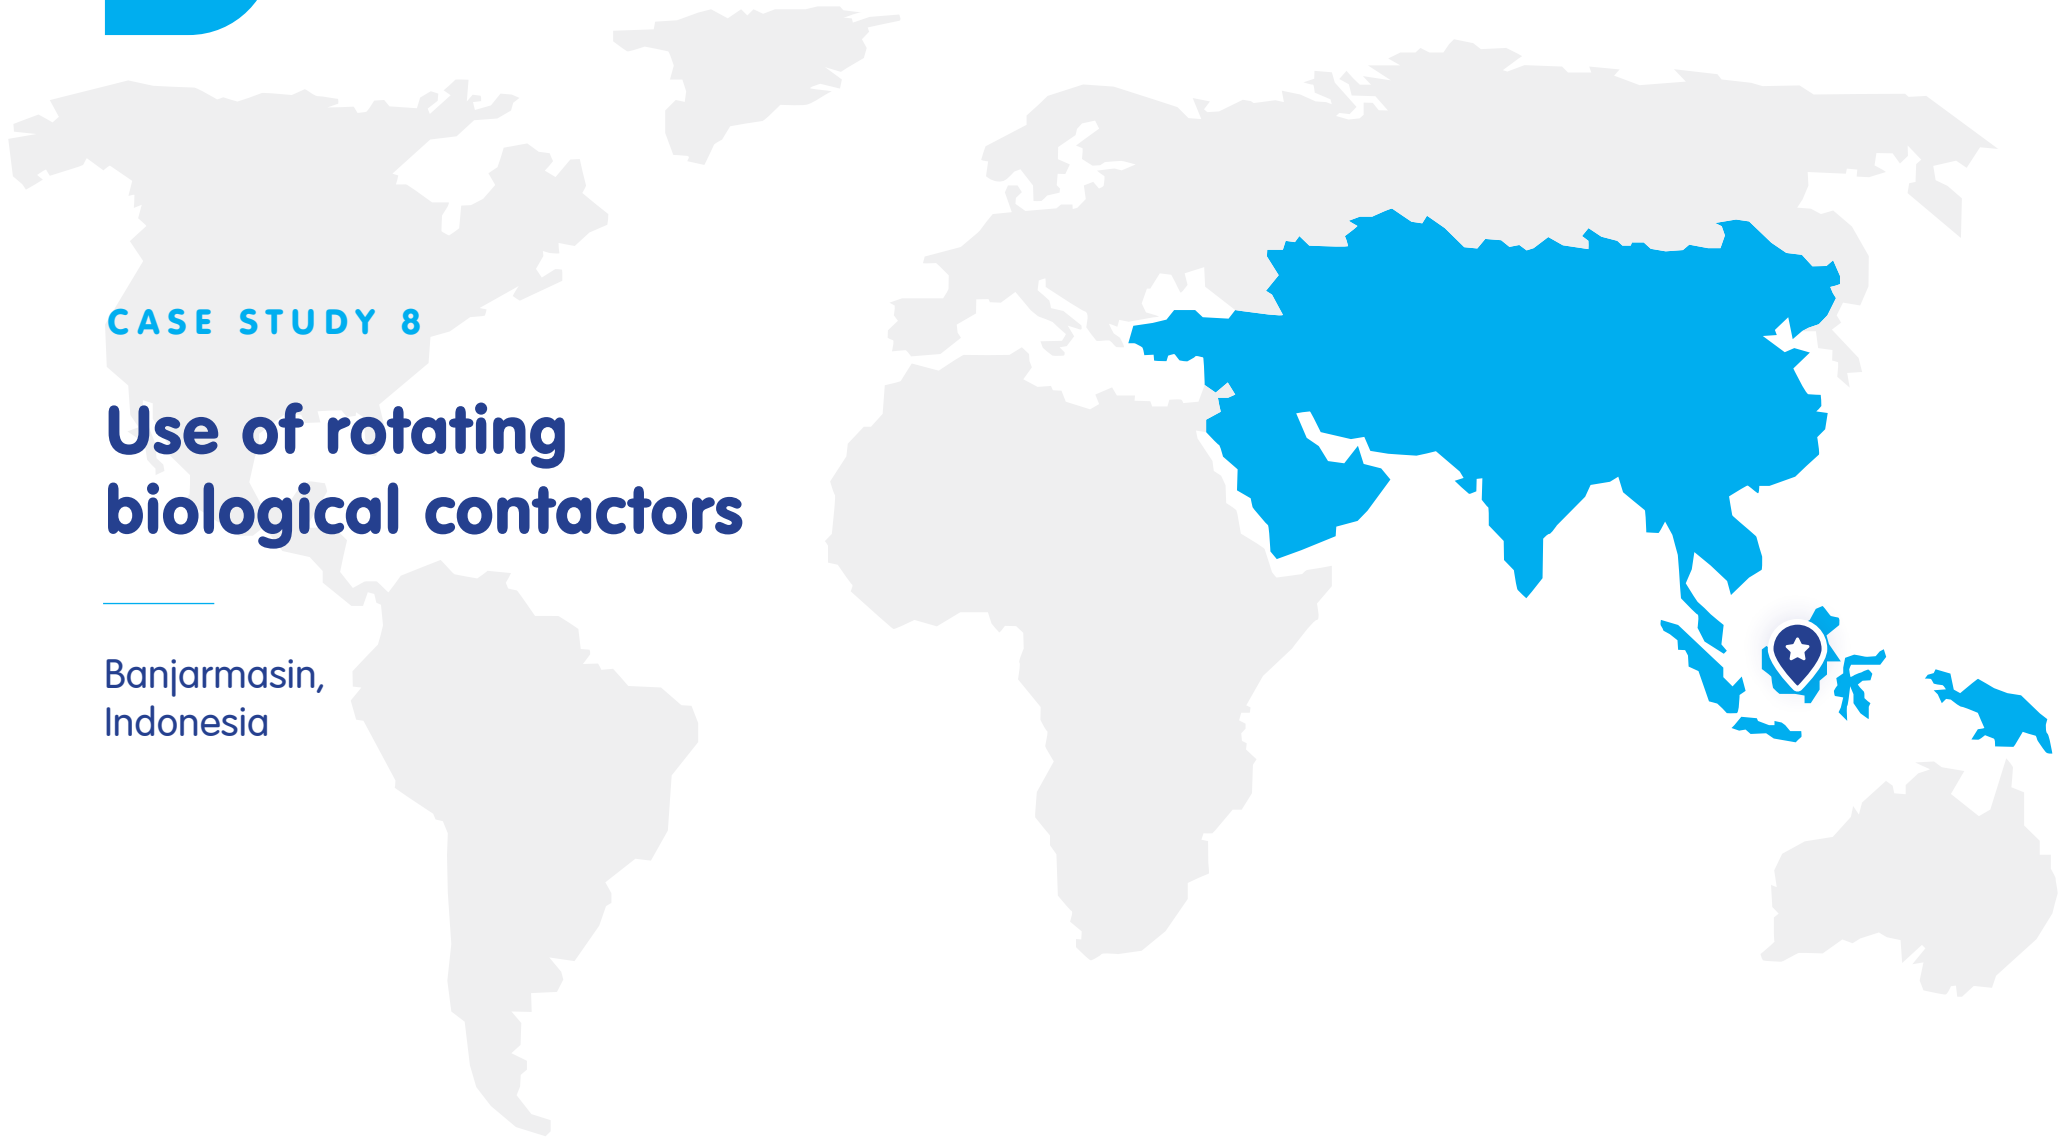 CASE STUDY 8
Use of rotating
biological contactors
Banjarmasin,
Indonesia